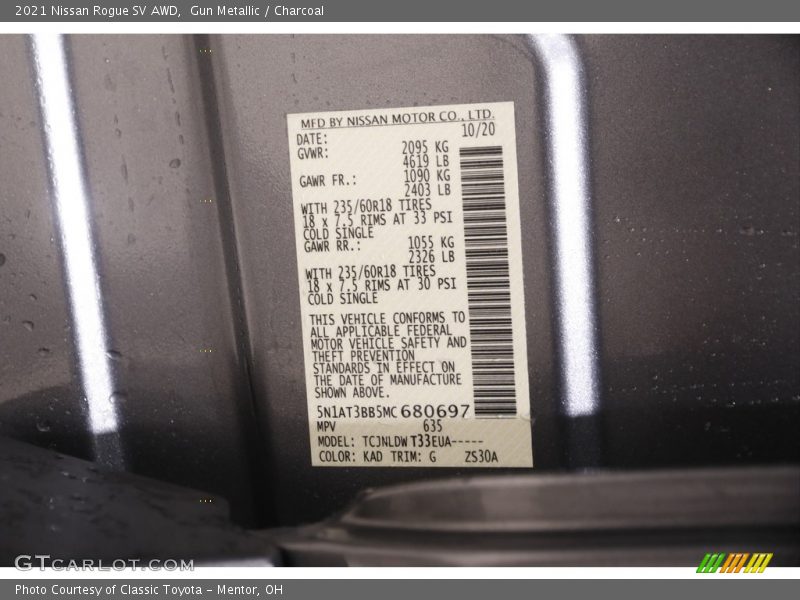 2021 Nissan Rogue SV AWD,  Gun Metallic / Charcoal
MFD BY NISSAN MOTOR CO., LTD.
DATE: 10/20
GVWR: 2095 KG
4619 LB
GAWR FR.: 1090 KG
2403 LB
WITH 235/60R18 TIRES
18 x 7.5 RIMS AT 33 PSI
COLD SINGLE
GAWR RR.: 1055 KG
2326 LB
WITH 235/60R18 TIRES
18 x 7.5 RIMS AT 30 PSI
COLD SINGLE
THIS VEHICLE CONFORMS TO
ALL APPLICABLE FEDERAL
MOTOR VEHICLE SAFETY AND
THEFT PREVENTION
STANDARDS IN EFFECT ON
THE DATE OF MANUFACTURE
SHOWN ABOVE.
5N1AT3BB5MC680697
MPV 635
MODEL: TCJNLDWT33EUA-----
COLOR: KAD TRIM: G ZS30A
GTCARLOT.COM
Photo Courtesy of Classic Toyota - Mentor, OH